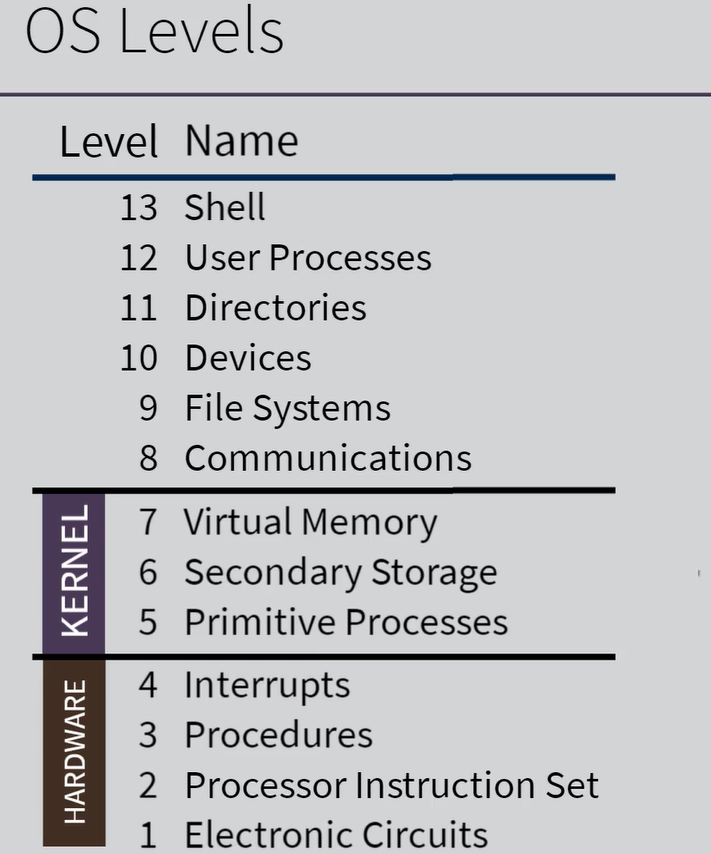 OS Levels
Level Name
13 Shell
12 User Processes
11 Directories
10 Devices
9 File Systems
8 Communications
KERNEL
7 Virtual Memory
6 Secondary Storage
5 Primitive Processes
HARDWARE
4 Interrupts
3 Procedures
2 Processor Instruction Set
1 Electronic Circuits